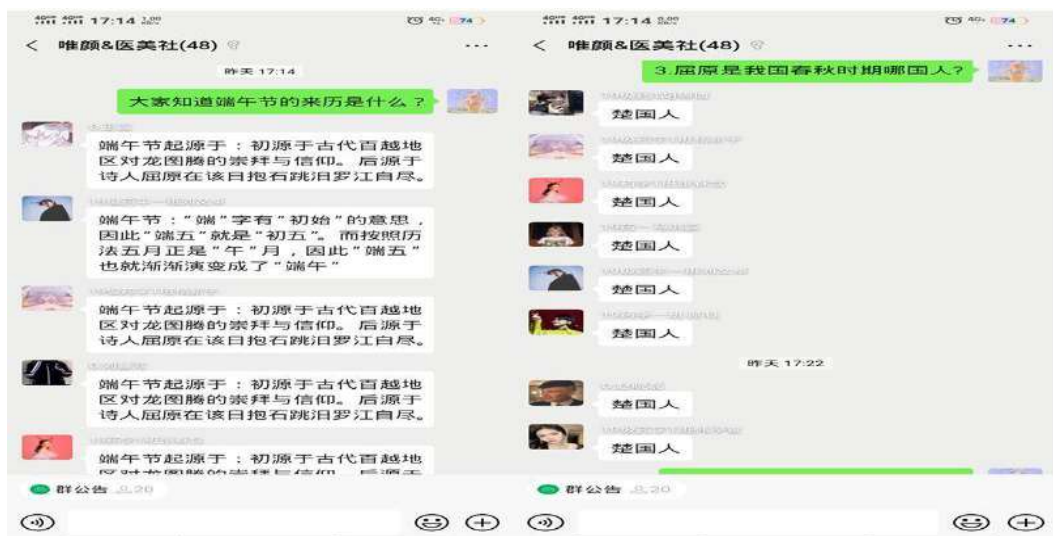 17:14
74
唯颜&医美社(48)
昨天 17:14
大家知道端午节的来历是什么？
端午节起源于：初源于古代百越地
区对龙图腾的崇拜与信仰。后源于
诗人屈原在该日抱石跳汨罗江自尽。
端午节："端"字有"初始"的意思，
因此"端五"就是"初五"。而按照历
法五月正是"午"月，因此"端五"
也就渐渐演变成了"端午"
端午节起源于：初源于古代百越地
区对龙图腾的崇拜与信仰。后源于
诗人屈原在该日抱石跳汨罗江自尽。
端午节起源于：初源于古代百越地
区对龙图腾的崇拜与信仰。后源于
诗人屈原在该日抱石跳汨罗江自尽。
端午节起源于：初源于古代百越地
群公告 20
17:14
74
唯颜&医美社(48)
3.屈原是我国春秋时期哪国人?
楚国人
楚国人
楚国人
楚国人
楚国人
楚国人
昨天 17:22
楚国人
楚国人
群公告 20